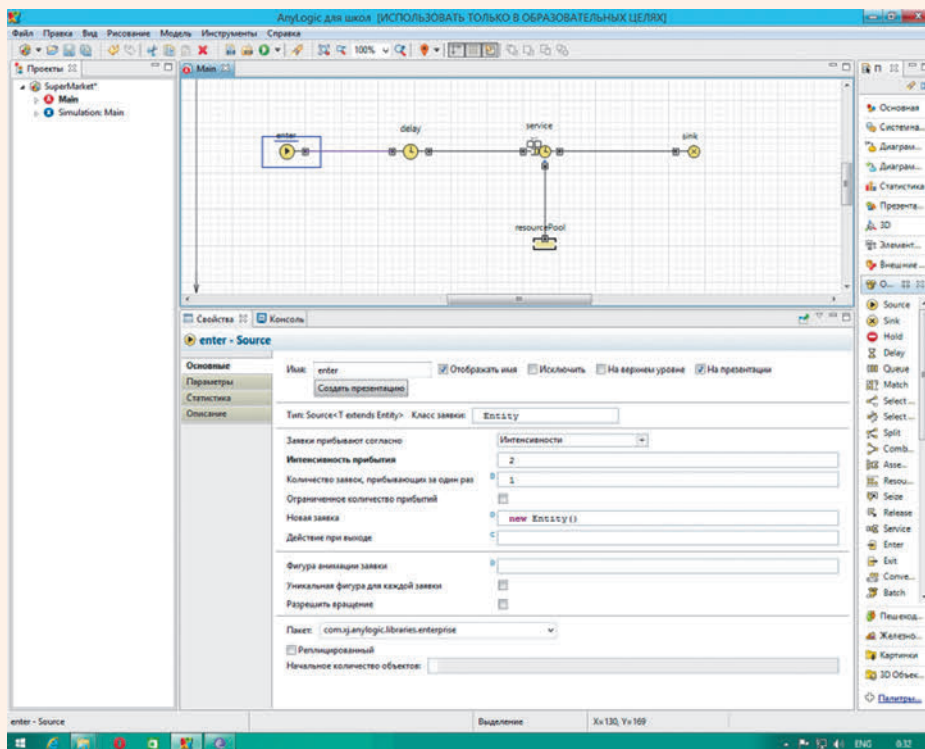 AnyLogic для школ [ИСПОЛЬЗОВАТЬ ТОЛЬКО В ОБРАЗОВАТЕЛЬНЫХ ЦЕЛЯХ]
Файл Правка Вид Рисование Модель Инструменты Справка
100%
Проекты
SuperMarket*
Main
Simulation: Main
Main
enter
delay
service
sink
resourcePool
Свойства Консоль
enter - Source
Основные
Параметры
Статистика
Описание
Имя: enter Отображать имя Исключить На верхнем уровне На презентации
Создать презентацию
Тип: Source<T extends Entity> Класс заявки: Entity
Заявки прибывают согласно Интенсивности
Интенсивность прибытия 2
Количество заявок, прибывающих за один раз 1
Ограниченное количество прибытий
Новая заявка new Entity()
Действие при выходе
Фигура анимации заявки
Уникальная фигура для каждой заявки
Разрешить вращение
Пакет: com.xj.anylogic.libraries.enterprise
Реплицированный
Начальное количество объектов:
П
Основная
Система...
Диаграм...
Диаграм...
Статистика
Презента...
3D
Элемент...
Внешние ...
О...
Source
Sink
Hold
Delay
Queue
Match
Select ...
Select...
Split
Comb...
Asse...
Resou...
Seize
Release
Service
Enter
Exit
Conve...
Batch
Пешеход...
Железно...
Картинки
3D Объек...
Палитры...
enter - Source Выделение X=130, Y=169
ENG 0:32